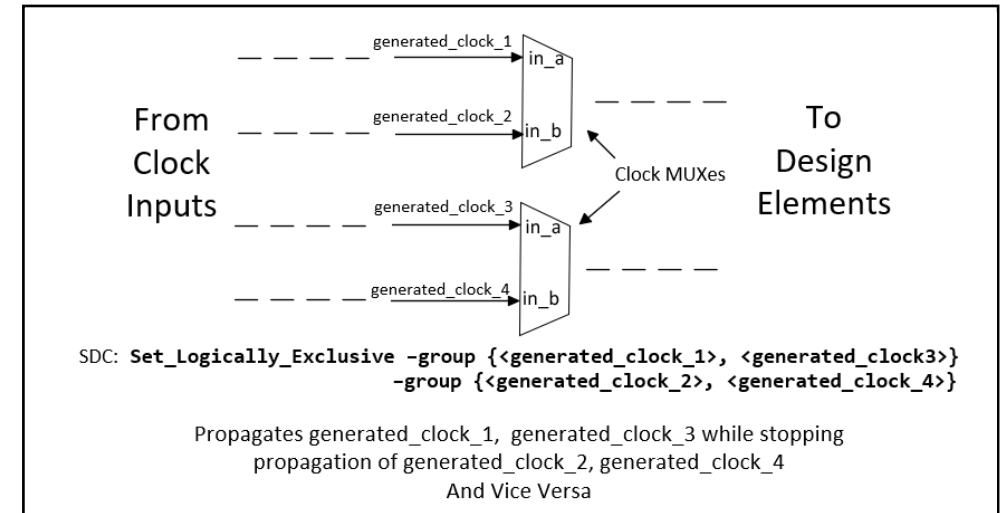 generated_clock_1
in_a
From
Clock
Inputs
generated_clock_2
in_b
To
Design
Elements
Clock MUXes
generated_clock_3
in_a
generated_clock_4
in_b
SDC: Set_Logically_Exclusive –group {<generated_clock_1>, <generated_clock3>}
–group {<generated_clock_2>, <generated_clock_4>}
Propagates generated_clock_1, generated_clock_3 while stopping
propagation of generated_clock_2, generated_clock_4
And Vice Versa